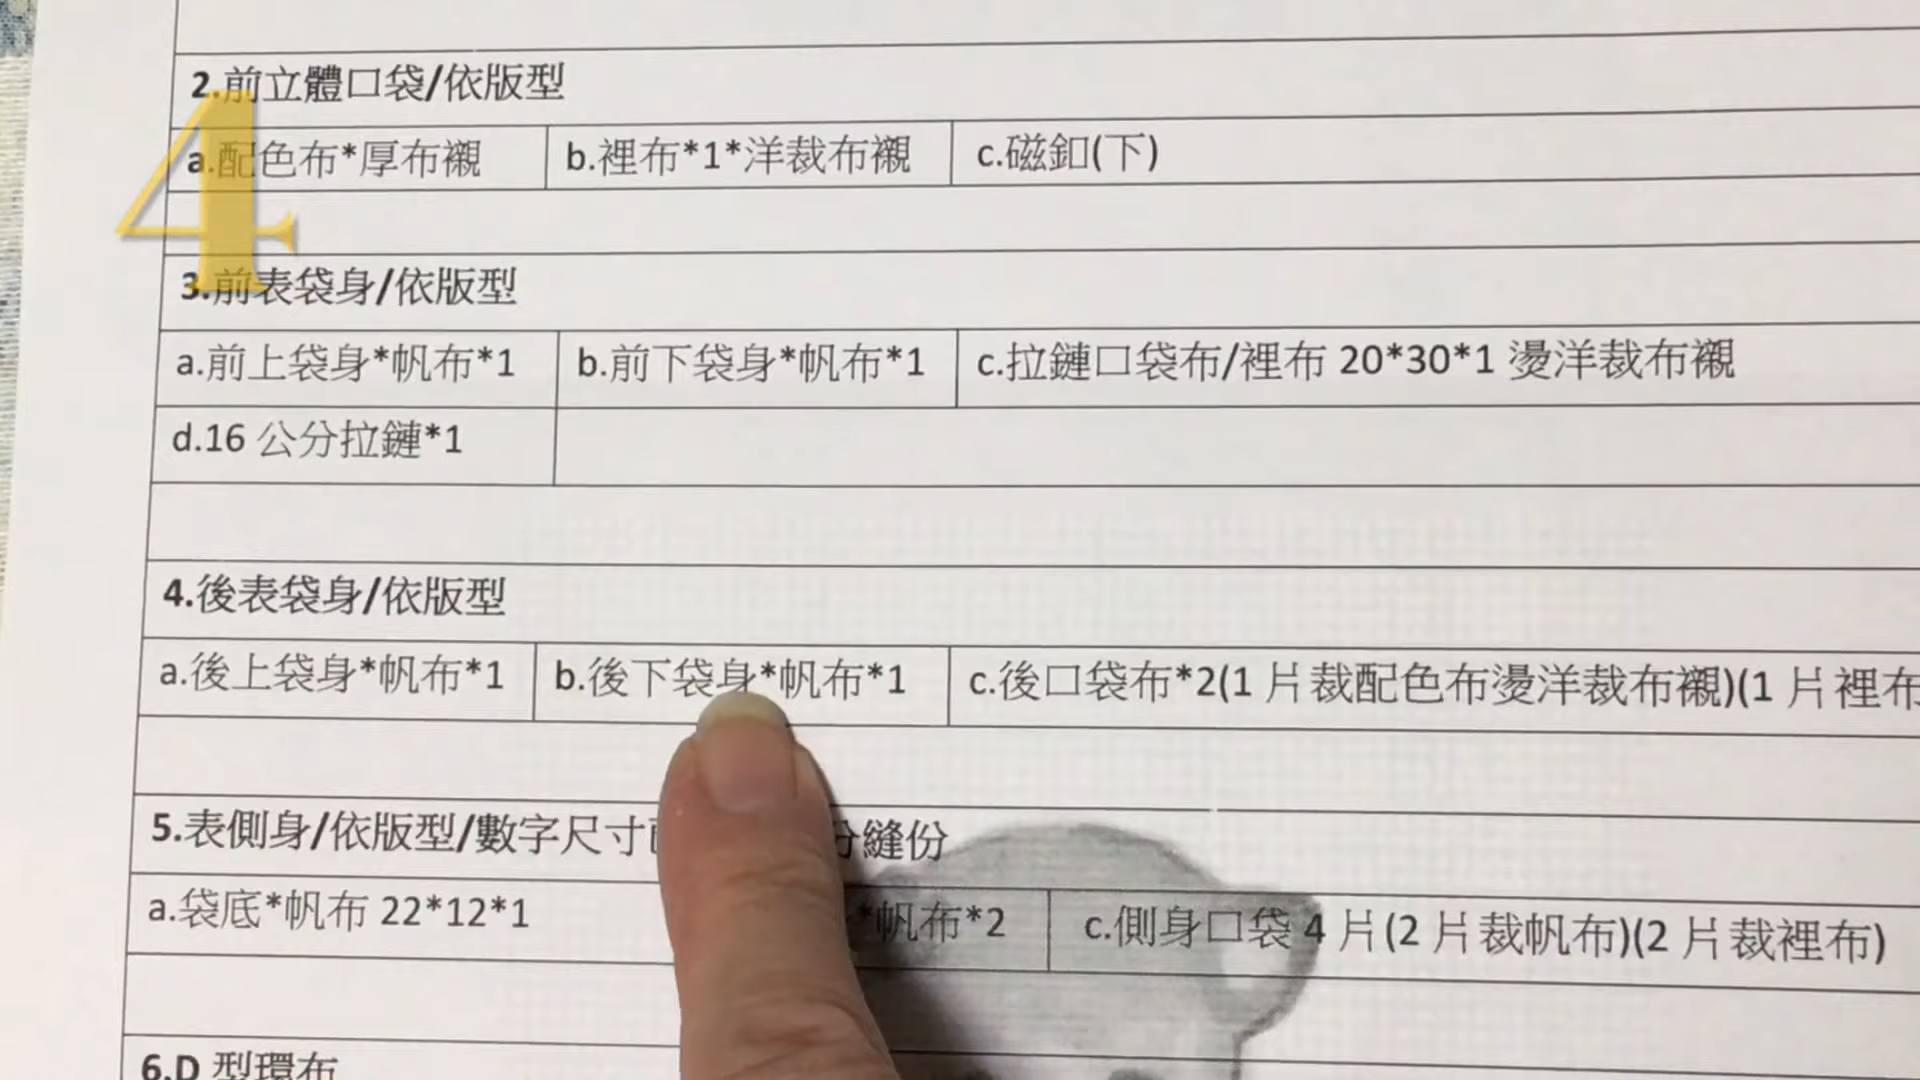 4
2.前立體口袋/依版型
a.配色布*厚布襯 b.裡布*1*洋裁布襯 c.磁釦(下)
3.前表袋身/依版型
a.前上袋身*帆布*1 b.前下袋身*帆布*1 c.拉鏈口袋布/裡布 20*30*1 燙洋裁布襯
d.16 公分拉鏈*1
4.後表袋身/依版型
a.後上袋身*帆布*1 b.後下袋身*帆布*1 c.後口袋布*2(1 片裁配色布燙洋裁布襯)(1 片裡布
5.表側身/依版型/數字尺寸 分縫份
a.袋底*帆布 22*12*1 *帆布*2 c.側身口袋 4 片(2 片裁帆布)(2 片裁裡布)
6.D 型環布